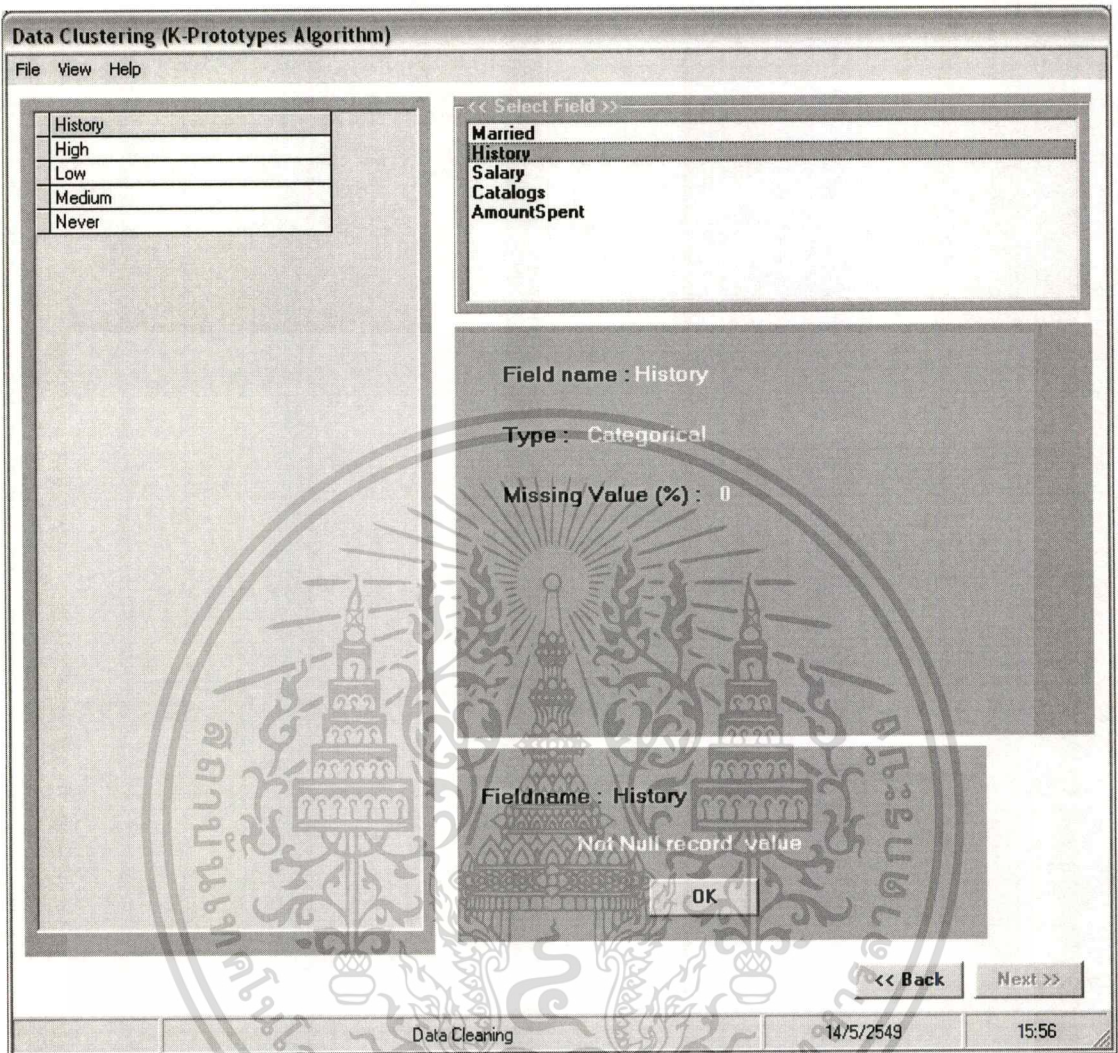 Data Clustering (K-Prototypes Algorithm)
File View Help
History
High
Low
Medium
Never
<< Select Field >>
Married
History
Salary
Catalogs
AmountSpent
Field name : History
Type : Categorical
Missing Value (%) : 0
Fieldname : History
Not Null record value
OK
<< Back Next >>
Data Cleaning 14/5/2549 15:56